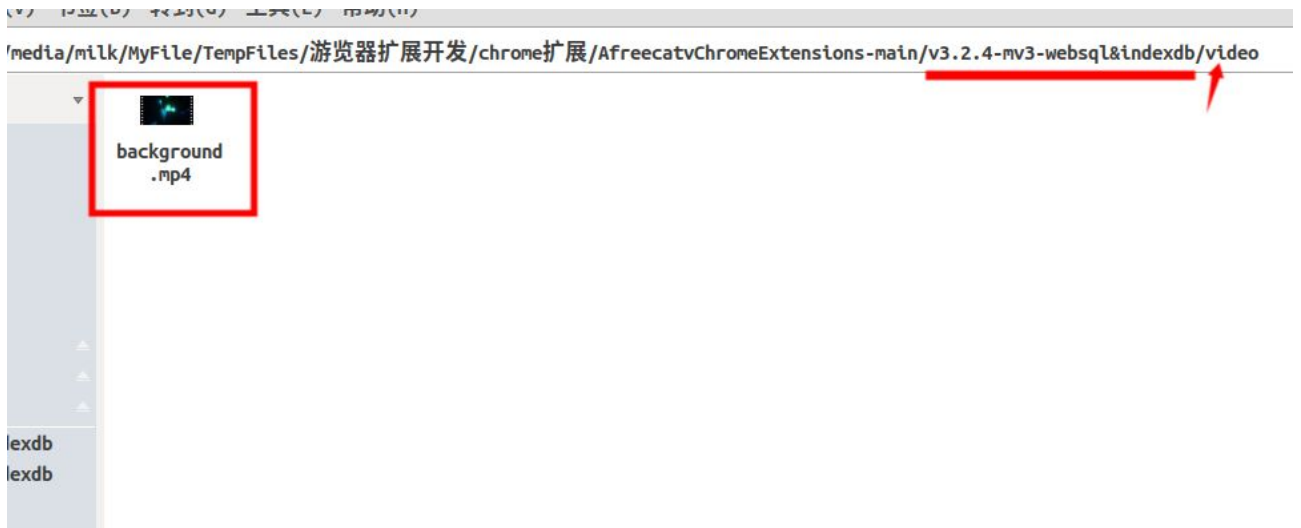 /media/milk/MyFile/TempFiles/游览器扩展开发/chrome扩展/AfreecatvChromeExtensions-main/v3.2.4-mv3-websql&indexdb/video
background
.mp4
lexdb
lexdb